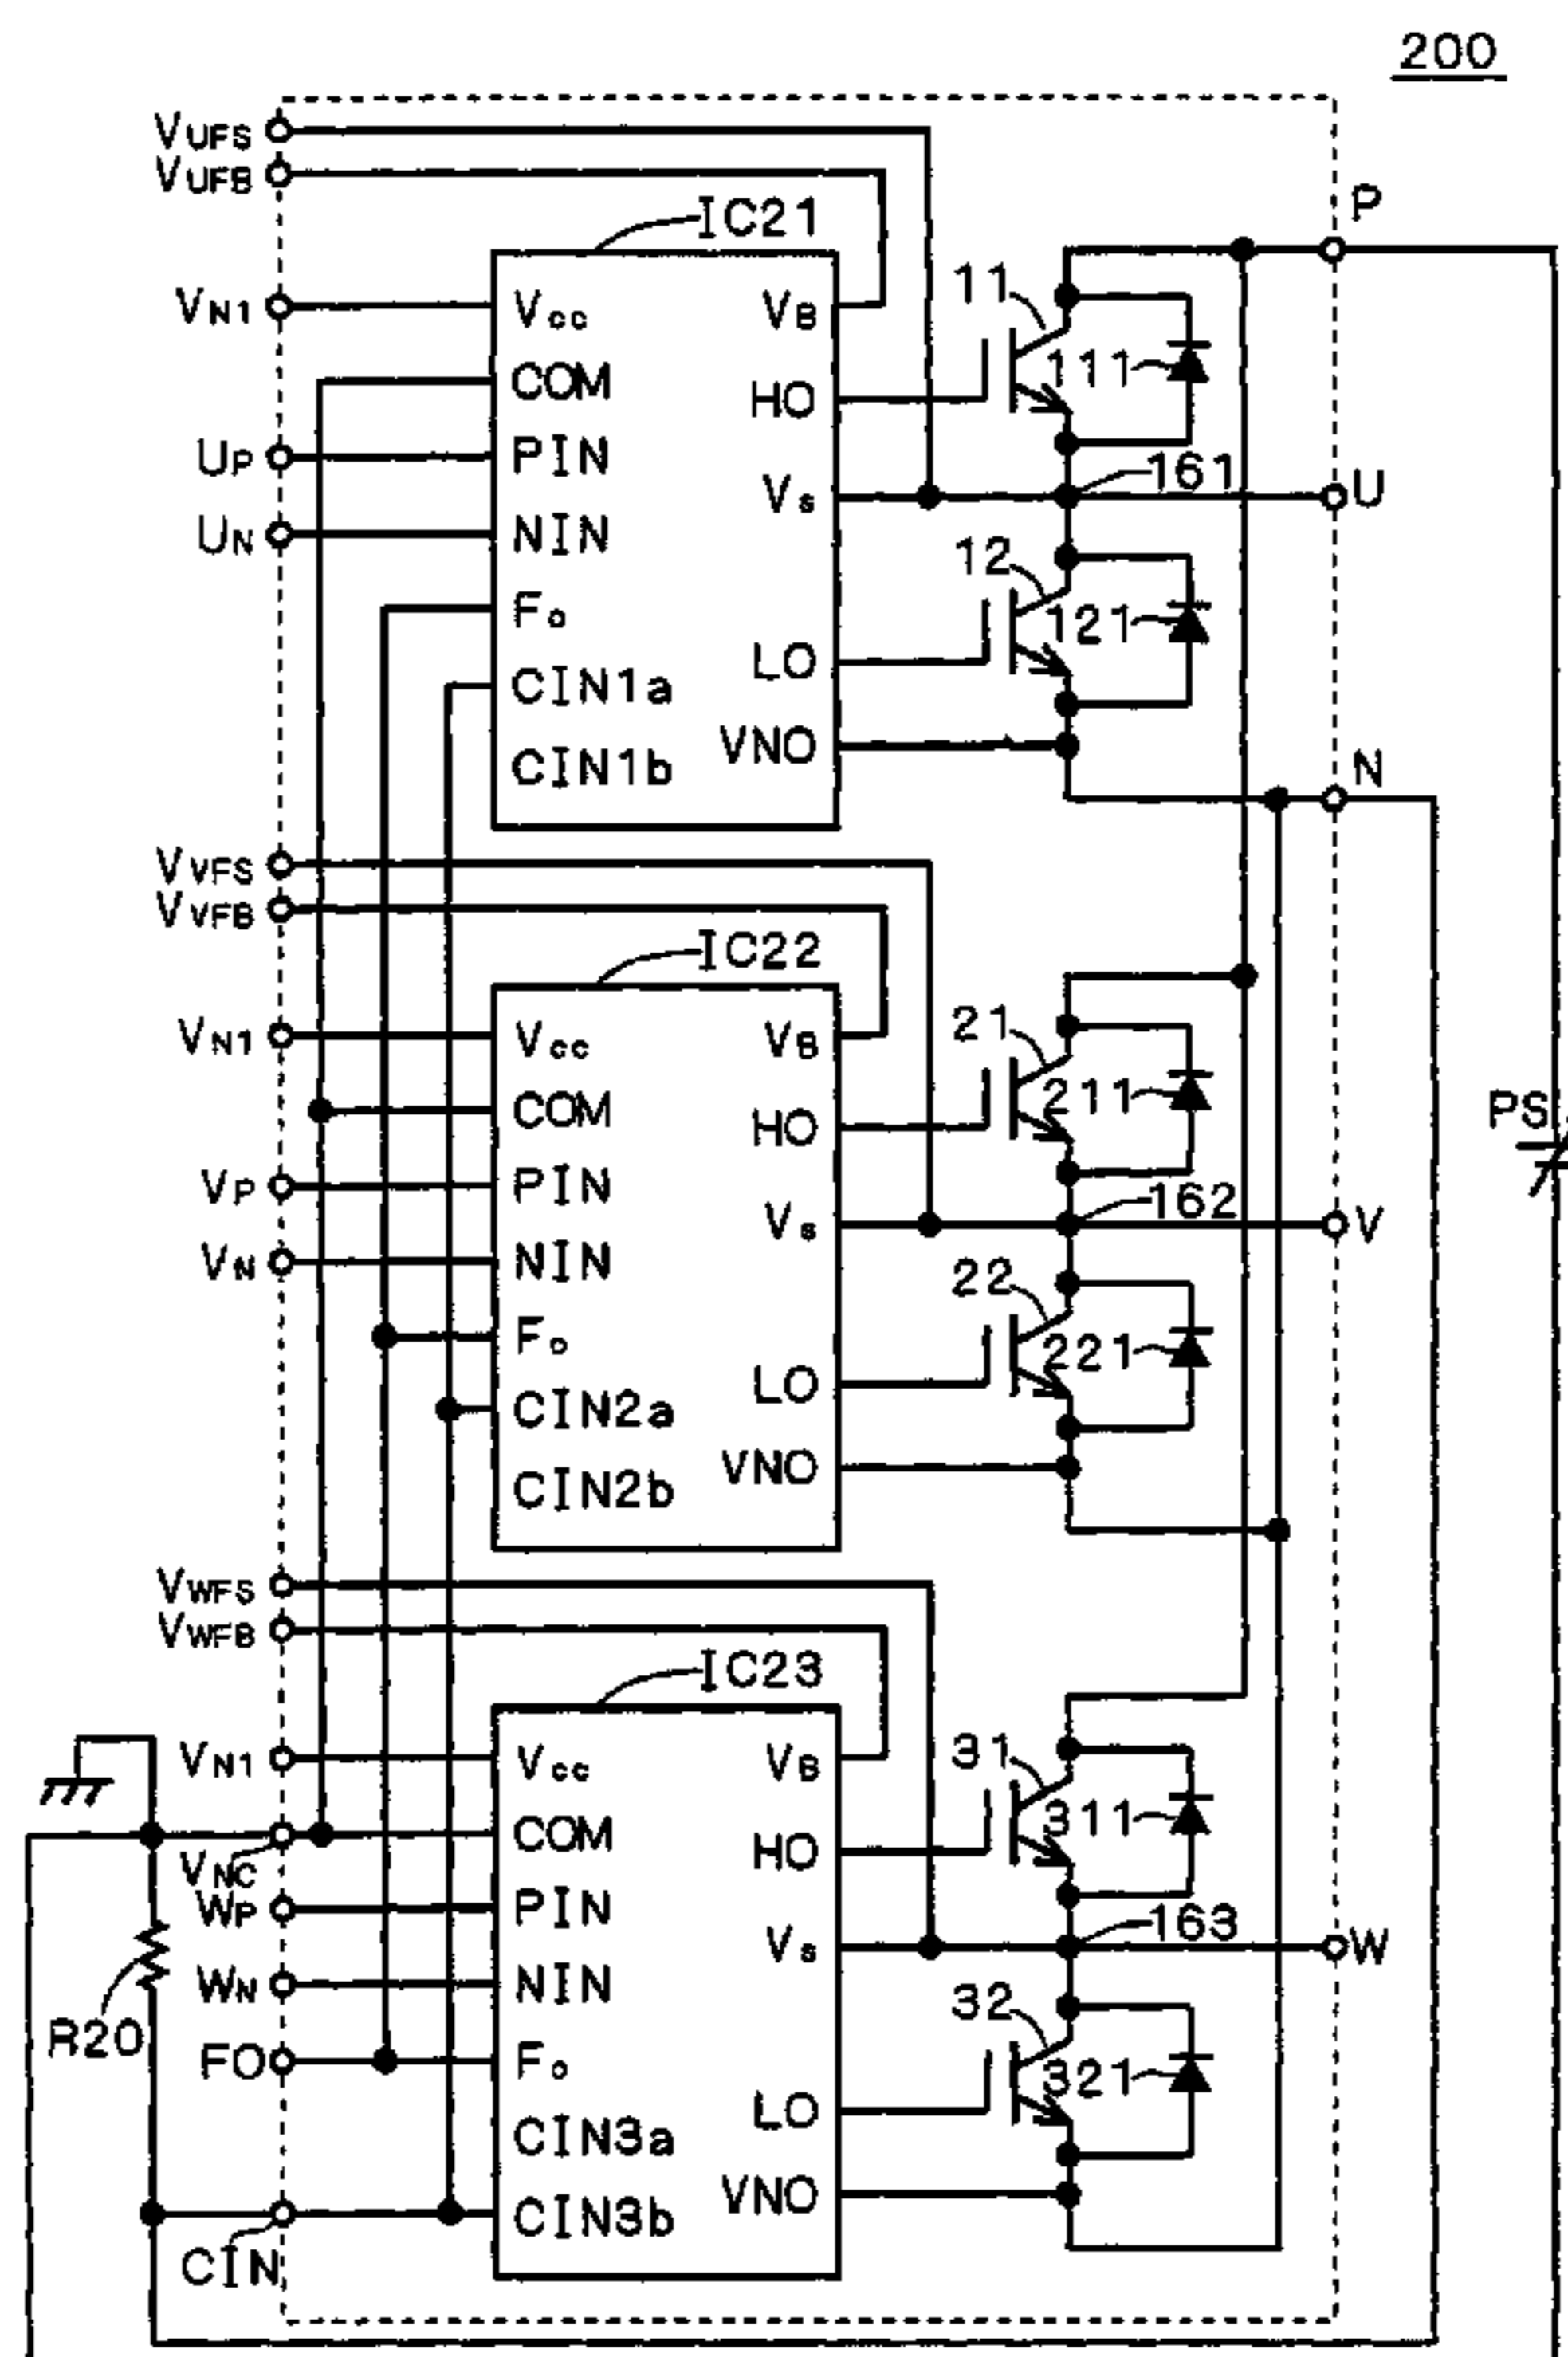 200
VUFS
VUFB
P
IC21
11
VN1
Vcc
VB
111
COM
HO
UP
PIN
161
U
Vs
UN
NIN
12
Fo
121
LO
CIN1a
VNO
CIN1b
N
VVFS
VVFB
IC22
21
VN1
Vcc
VB
211
COM
HO
PS
VP
PIN
162
V
Vs
VN
NIN
22
Fo
221
LO
CIN2a
VNO
CIN2b
VWFS
VWFB
IC23
31
VN1
Vcc
VB
311
COM
HO
VNC
WP
PIN
163
W
Vs
WN
NIN
32
R20
FO
Fo
321
LO
CIN3a
VNO
CIN3b
CIN